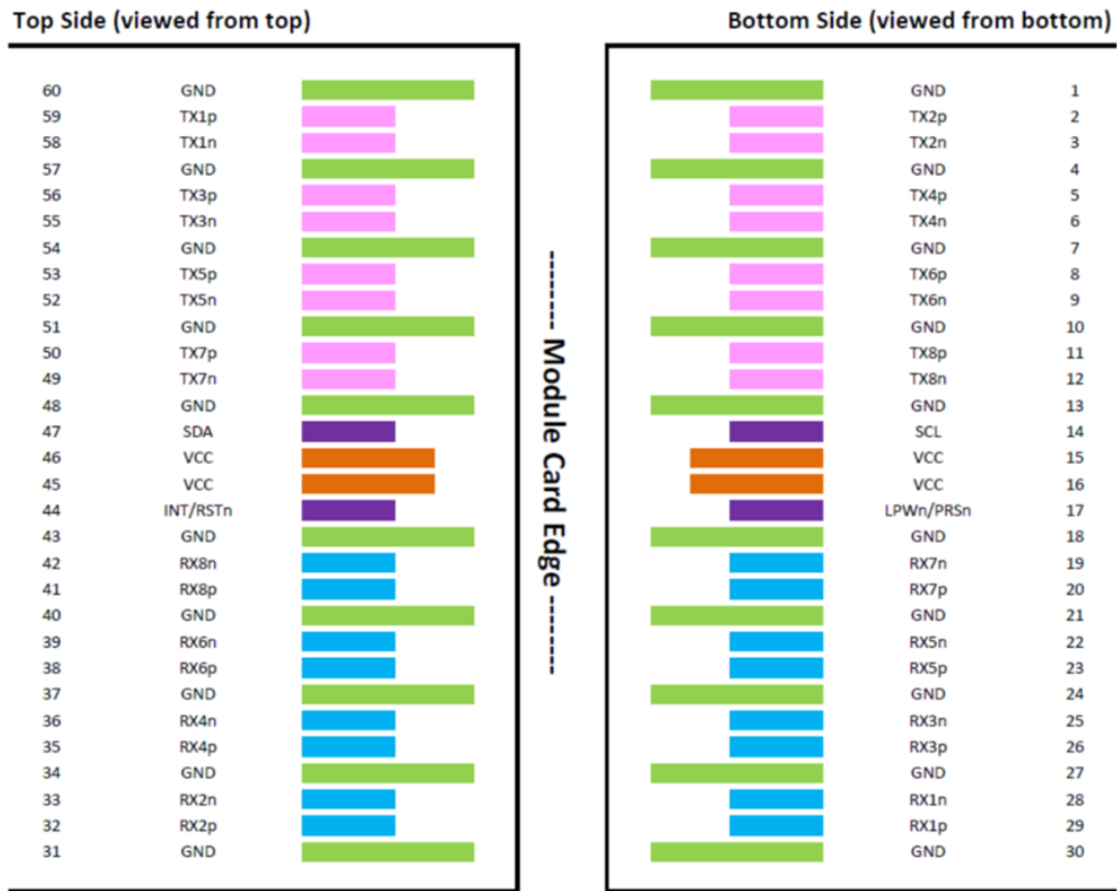 Top Side (viewed from top)
Bottom Side (viewed from bottom)
60 GND
59 TX1p
58 TX1n
57 GND
56 TX3p
55 TX3n
54 GND
53 TX5p
52 TX5n
51 GND
50 TX7p
49 TX7n
48 GND
47 SDA
46 VCC
45 VCC
44 INT/RSTn
43 GND
42 RX8n
41 RX8p
40 GND
39 RX6n
38 RX6p
37 GND
36 RX4n
35 RX4p
34 GND
33 RX2n
32 RX2p
31 GND
-------- Module Card Edge --------
GND 1
TX2p 2
TX2n 3
GND 4
TX4p 5
TX4n 6
GND 7
TX6p 8
TX6n 9
GND 10
TX8p 11
TX8n 12
GND 13
SCL 14
VCC 15
VCC 16
LPWn/PRSn 17
GND 18
RX7n 19
RX7p 20
GND 21
RX5n 22
RX5p 23
GND 24
RX3n 25
RX3p 26
GND 27
RX1n 28
RX1p 29
GND 30